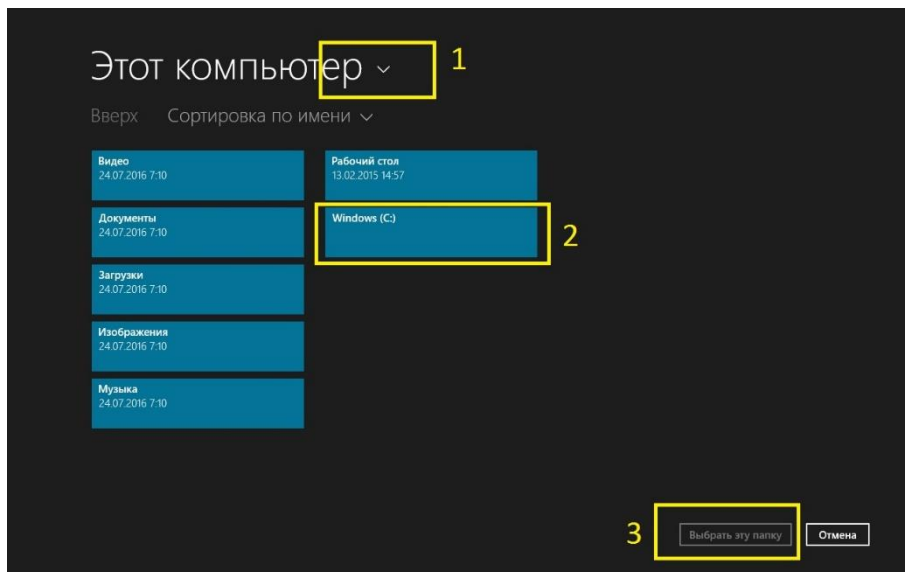 Этот компьютер
1
Вверх Сортировка по имени
Видео
24.07.2016 7:10
Рабочий стол
13.02.2015 14:57
Документы
24.07.2016 7:10
Windows (C:)
2
Загрузки
24.07.2016 7:10
Изображения
24.07.2016 7:10
Музыка
24.07.2016 7:10
3
Выбрать эту папку
Отмена